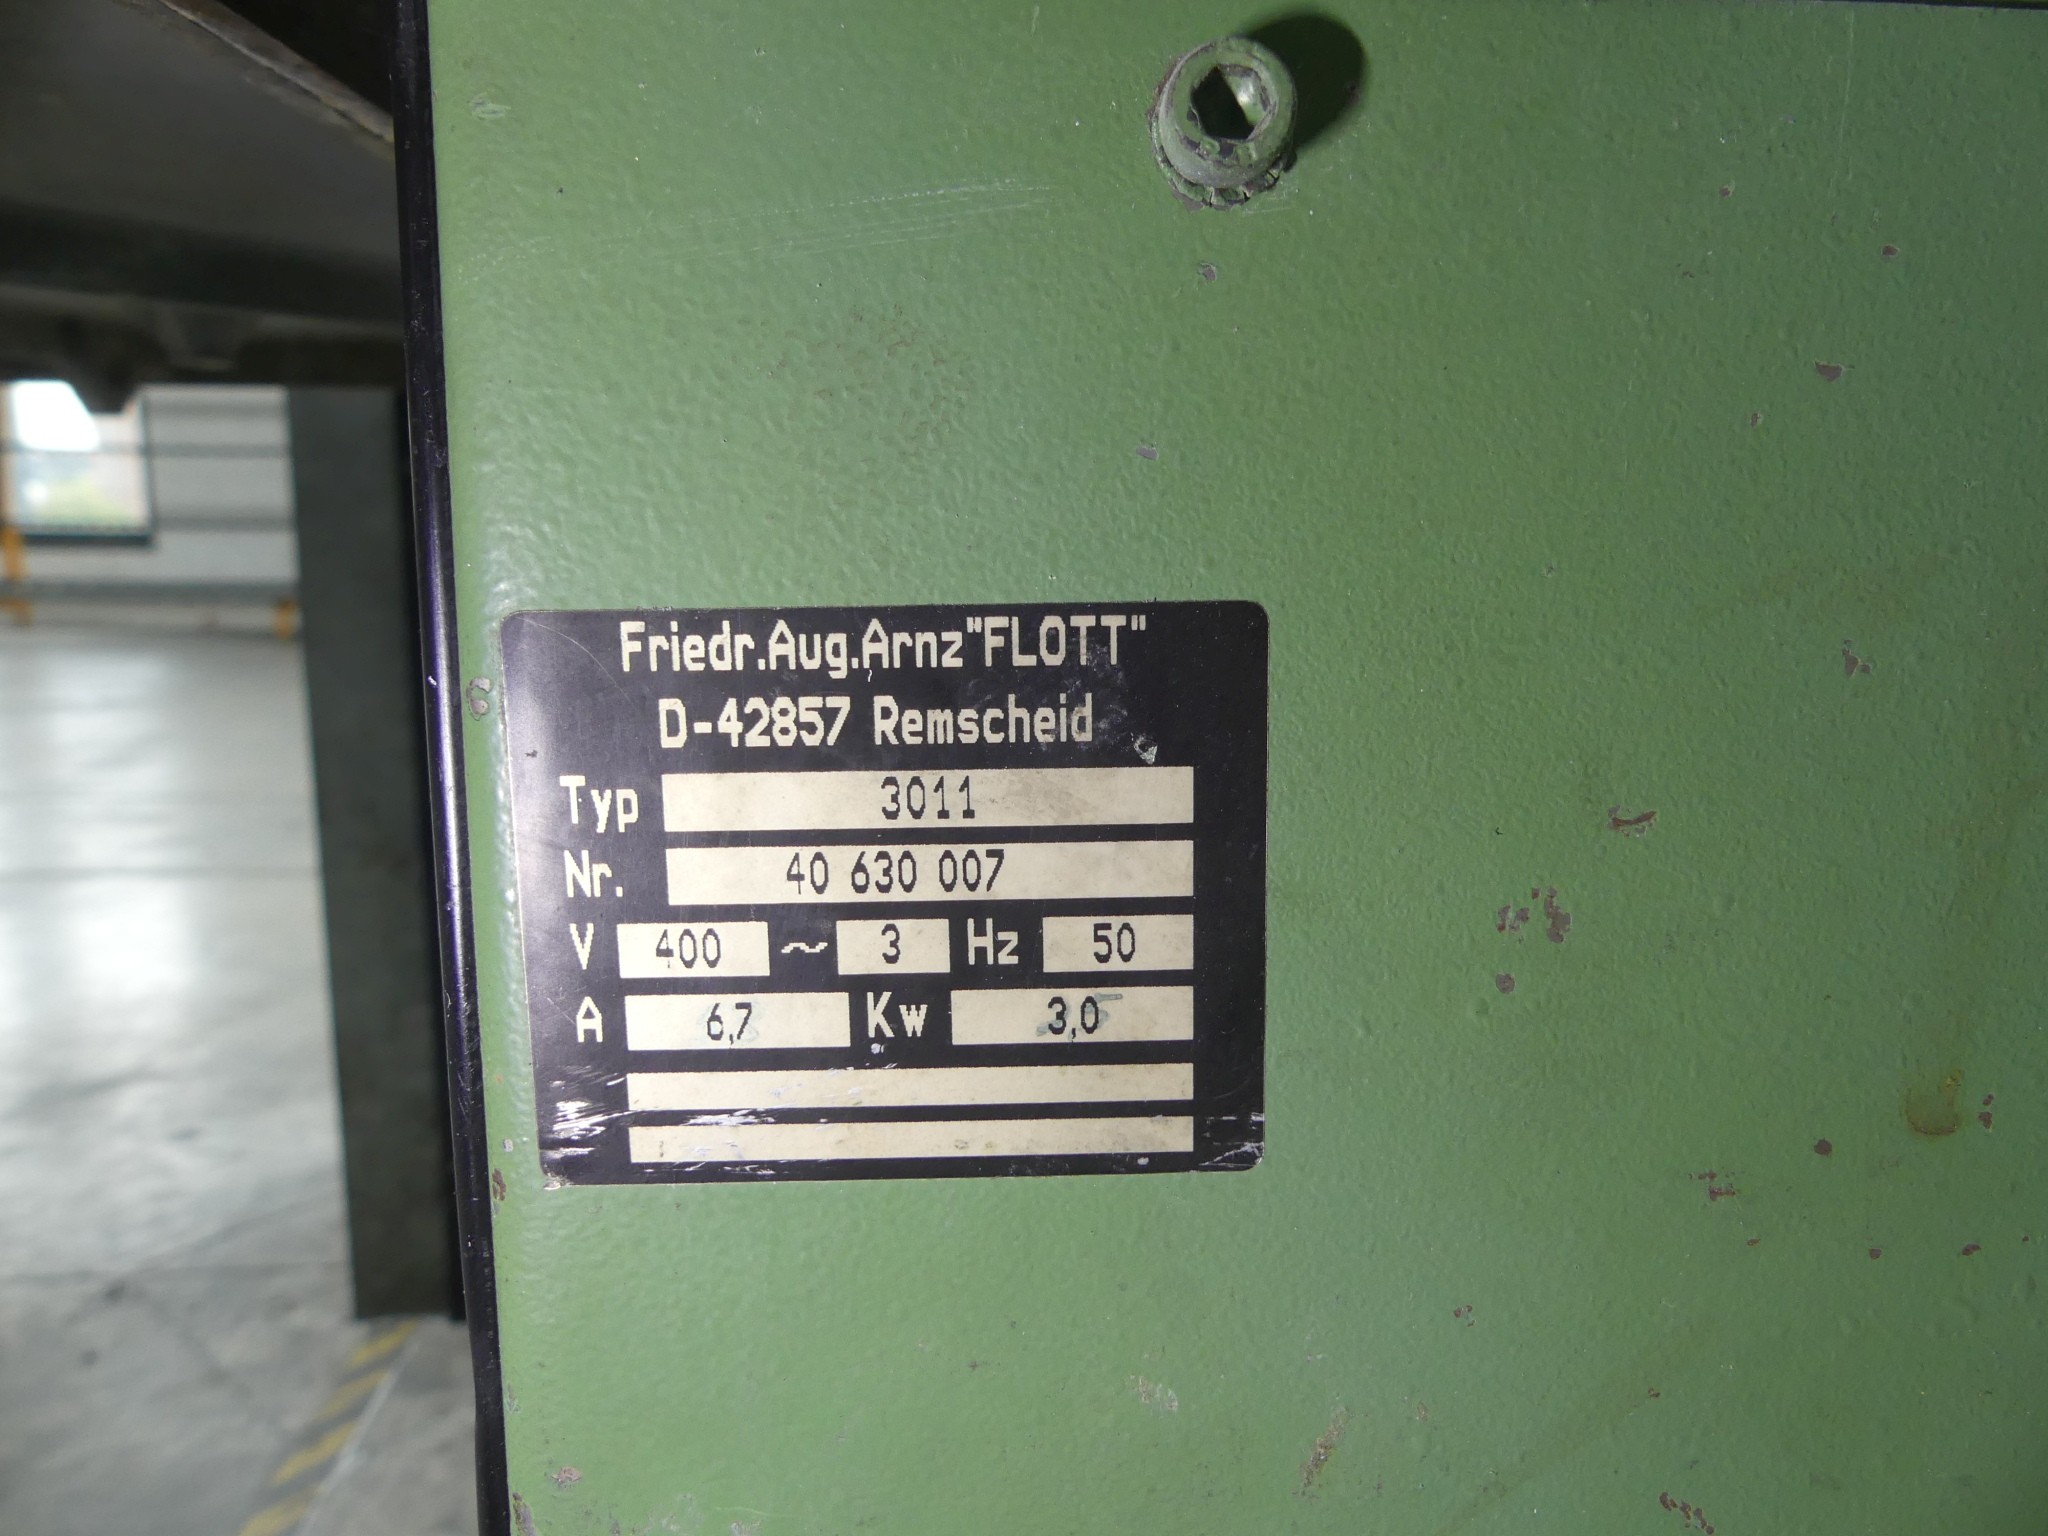 Friedr.Aug.Arnz"FLOTT"
D-42857 Remscheid
Typ 3011
Nr. 40 630 007
V 400 ~ 3 Hz 50
A 6,7 Kw 3,0